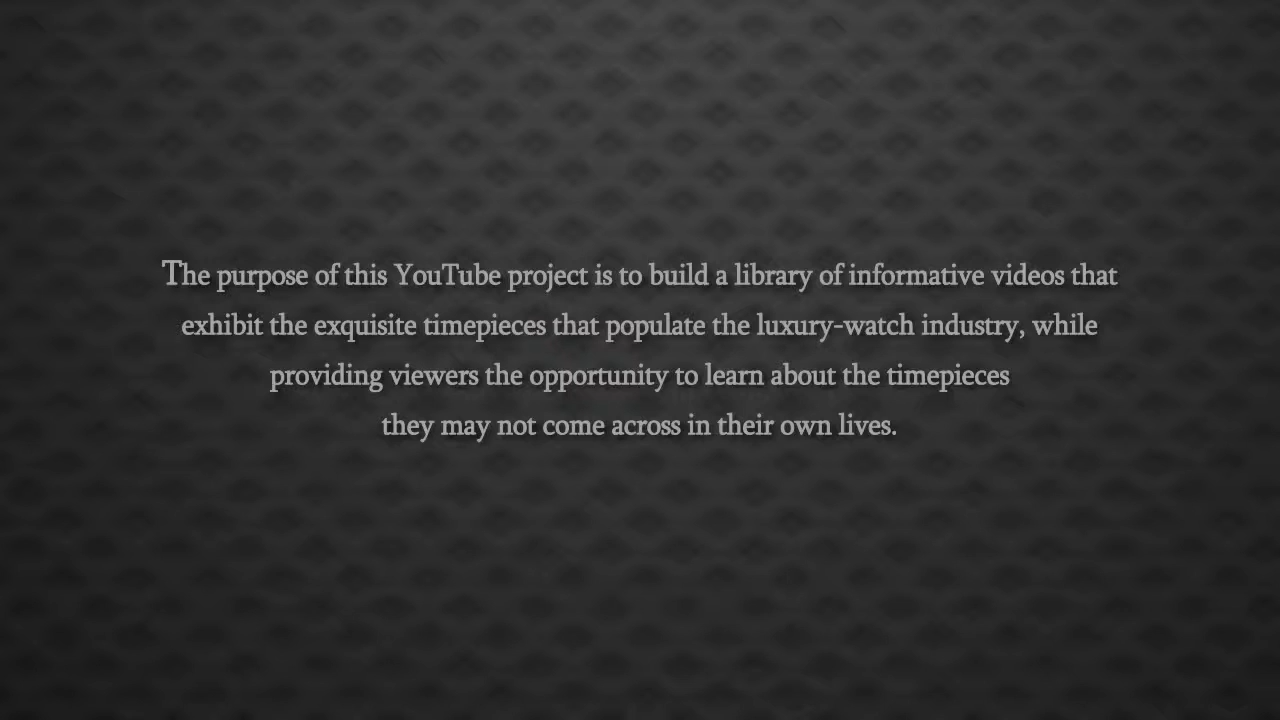 The purpose of this YouTube project is to build a library of informative videos that
exhibit the exquisite timepieces that populate the luxury-watch industry, while
providing viewers the opportunity to learn about the timepieces
they may not come across in their own lives.